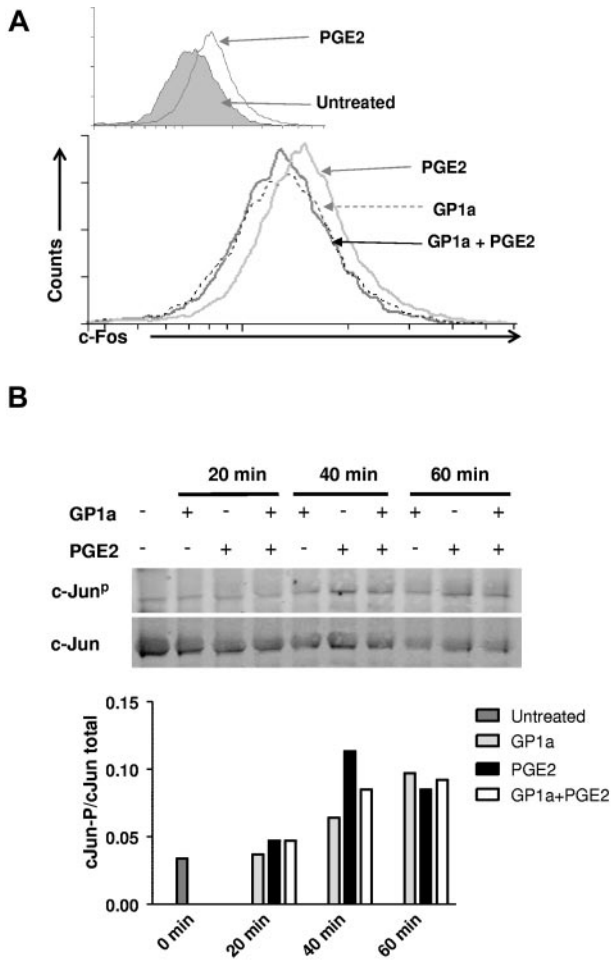 A
PGE2
Untreated
PGE2
GP1a
GP1a + PGE2
Counts
c-Fos
B
20 min 40 min 60 min
GP1a - + - + + - + + - +
PGE2 - - + + - + + - + +
c-Junᵖ
c-Jun
cJun-P/cJun total
0.15
0.10
0.05
0.00
0 min 20 min 40 min 60 min
Untreated
GP1a
PGE2
GP1a+PGE2